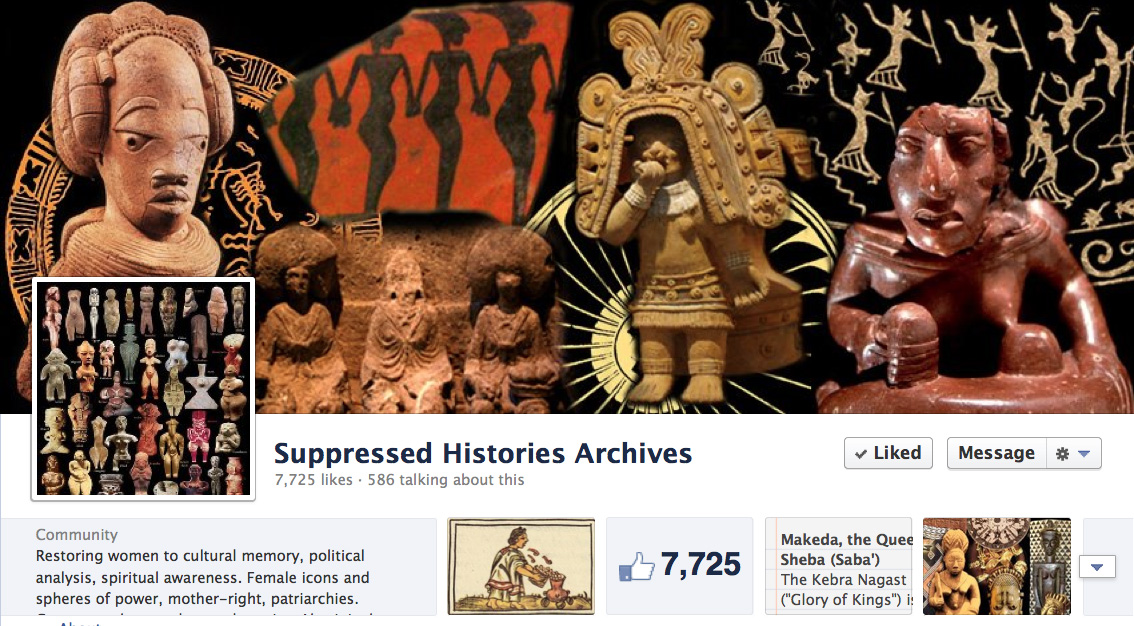 Suppressed Histories Archives
7,725 likes · 586 talking about this
Liked
Message
Community
Restoring women to cultural memory, political
analysis, spiritual awareness. Female icons and
spheres of power, mother-right, patriarchies.
7,725
Makeda, the Quee
Sheba (Saba')
The Kebra Nagast
("Glory of Kings") is